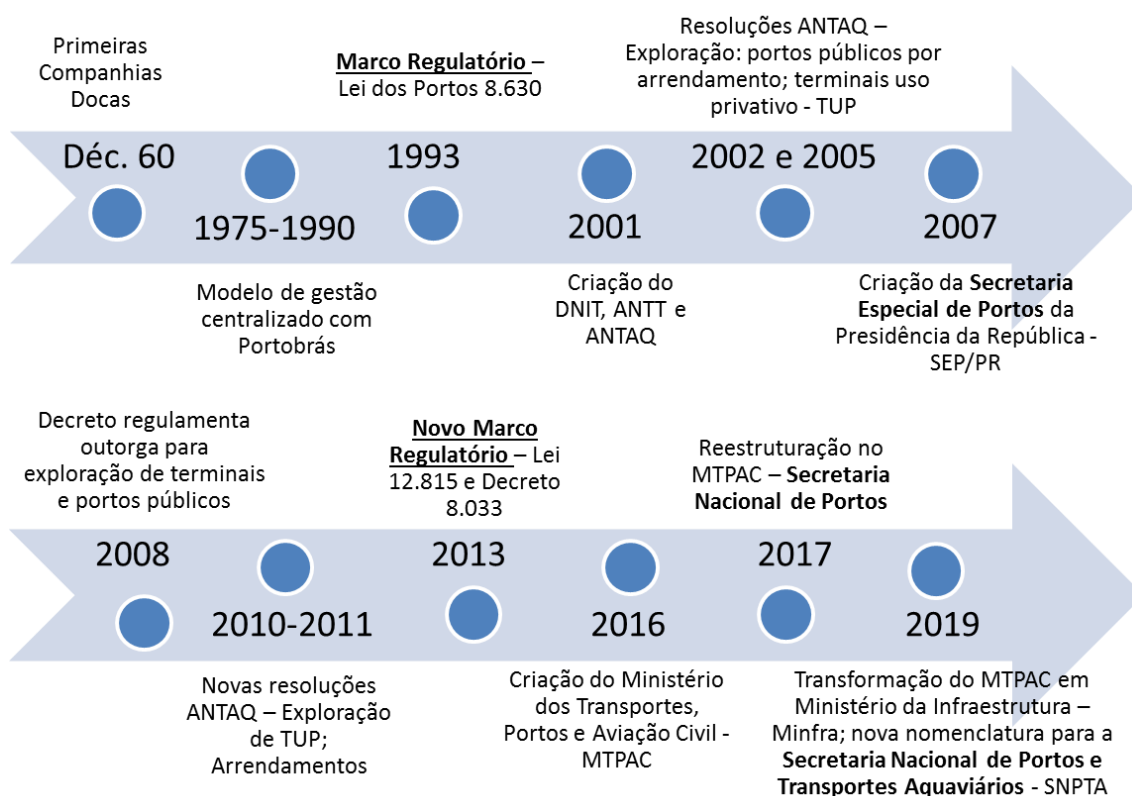 Primeiras
Companhias
Docas
Déc. 60
1975-1990
Modelo de gestão
centralizado com
Portobrás
Marco Regulatório –
Lei dos Portos 8.630
1993
2001
Criação do
DNIT, ANTT e
ANTAQ
Resoluções ANTAQ –
Exploração: portos públicos por
arrendamento; terminais uso
privativo - TUP
2002 e 2005
2007
Criação da Secretaria
Especial de Portos da
Presidência da República -
SEP/PR
Decreto regulamenta
outorga para
exploração de terminais
e portos públicos
2008
2010-2011
Novas resoluções
ANTAQ – Exploração
de TUP;
Arrendamentos
Novo Marco
Regulatório – Lei
12.815 e Decreto
8.033
2013
2016
Criação do Ministério
dos Transportes,
Portos e Aviação Civil -
MTPAC
Reestruturação no
MTPAC – Secretaria
Nacional de Portos
2017
2019
Transformação do MTPAC em
Ministério da Infraestrutura –
Minfra; nova nomenclatura para a
Secretaria Nacional de Portos e
Transportes Aquaviários - SNPTA